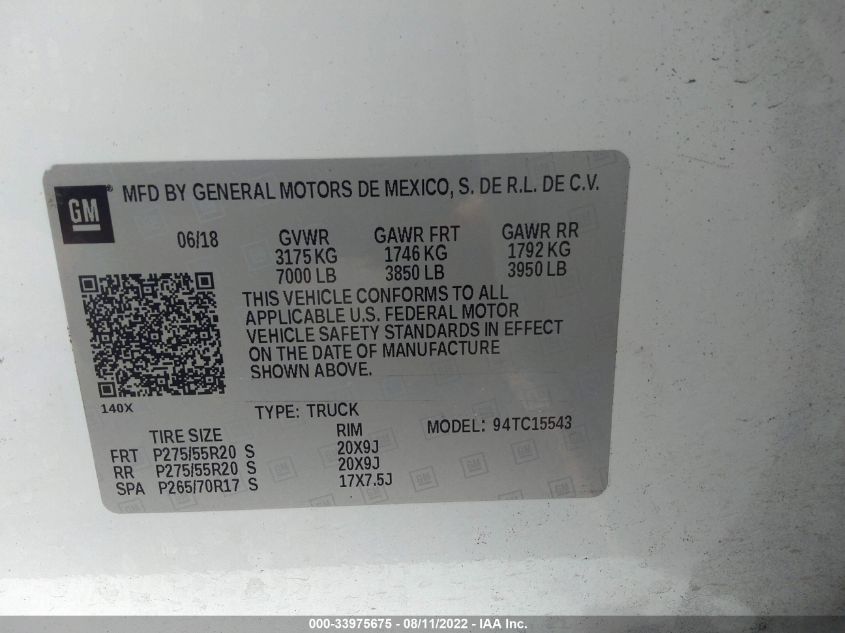 GM ® MFD BY GENERAL MOTORS DE MEXICO, S. DE R.L. DE C.V.
06/18 GVWR GAWR FRT GAWR RR
3175 KG 1746 KG 1792 KG
7000 LB 3850 LB 3950 LB
THIS VEHICLE CONFORMS TO ALL
APPLICABLE U.S. FEDERAL MOTOR
VEHICLE SAFETY STANDARDS IN EFFECT
ON THE DATE OF MANUFACTURE
SHOWN ABOVE.
140X
TYPE: TRUCK MODEL: 94TC15543
TIRE SIZE RIM
FRT P275/55R20 S 20X9J
RR P275/55R20 S 20X9J
SPA P265/70R17 S 17X7.5J
000-33975675 - 08/11/2022 - IAA Inc.